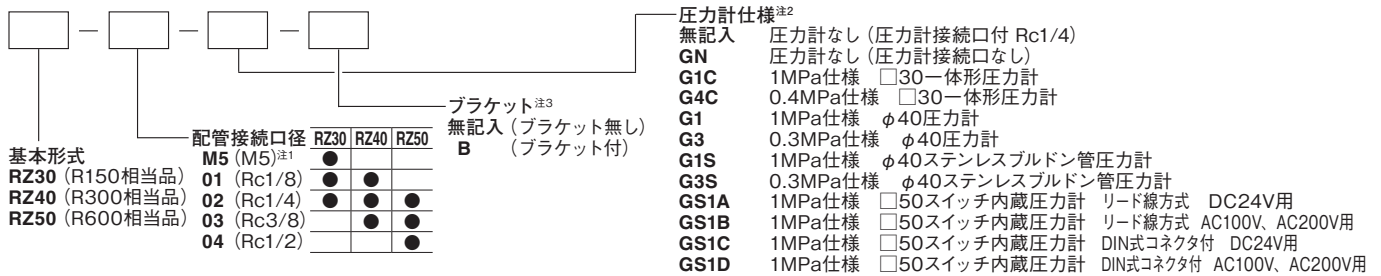 基本形式
RZ30（R150相当品）
RZ40（R300相当品）
RZ50（R600相当品）
配管接続口径 RZ30 RZ40 RZ50
M5（M5）注1 ●
01（Rc1/8） ● ●
02（Rc1/4） ● ● ●
03（Rc3/8） ● ●
04（Rc1/2） ●
ブラケット注3
無記入（ブラケット無し）
B （ブラケット付）
圧力計仕様注2
無記入 圧力計なし（圧力計接続口付 Rc1/4）
GN 圧力計なし（圧力計接続口なし）
G1C 1MPa仕様 □30一体形圧力計
G4C 0.4MPa仕様 □30一体形圧力計
G1 1MPa仕様 φ40圧力計
G3 0.3MPa仕様 φ40圧力計
G1S 1MPa仕様 φ40ステンレスブルドン管圧力計
G3S 0.3MPa仕様 φ40ステンレスブルドン管圧力計
GS1A 1MPa仕様 □50スイッチ内蔵圧力計 リード線方式 DC24V用
GS1B 1MPa仕様 □50スイッチ内蔵圧力計 リード線方式 AC100V、AC200V用
GS1C 1MPa仕様 □50スイッチ内蔵圧力計 DIN式コネクタ付 DC24V用
GS1D 1MPa仕様 □50スイッチ内蔵圧力計 DIN式コネクタ付 AC100V、AC200V用